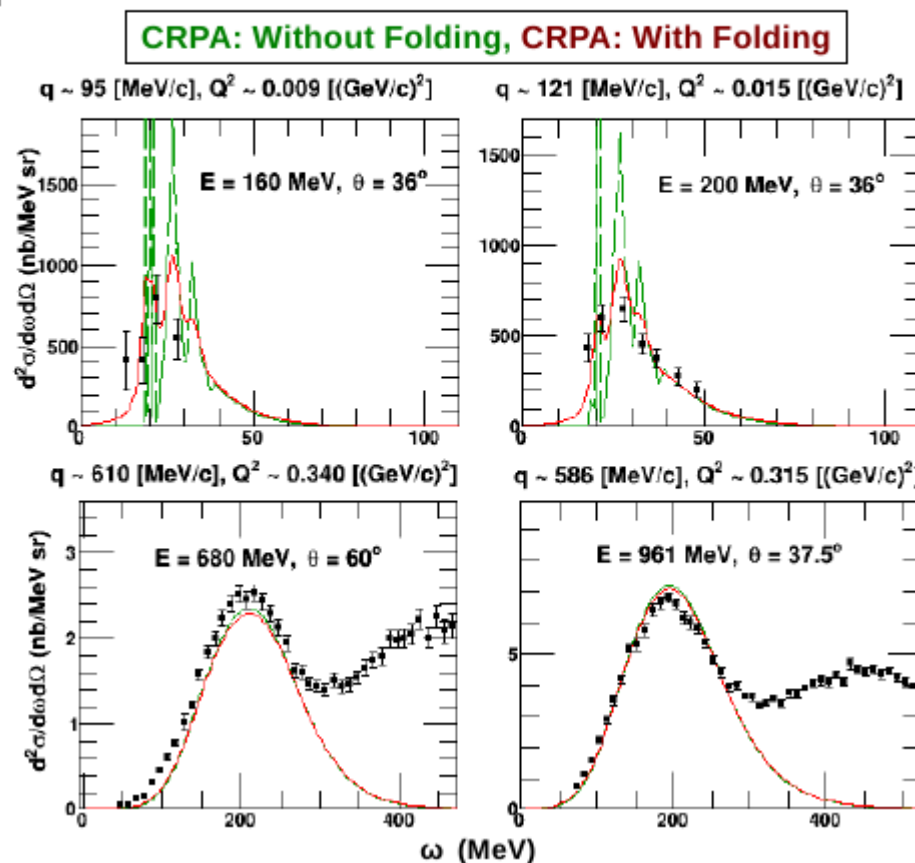 CRPA: Without Folding, CRPA: With Folding
q ~ 95 [MeV/c], Q² ~ 0.009 [(GeV/c)²]
q ~ 121 [MeV/c], Q² ~ 0.015 [(GeV/c)²]
d²σ/dωdΩ (nb/MeV sr)
E = 160 MeV, θ = 36°
1500
1000
500
0
0
50
100
E = 200 MeV, θ = 36°
1500
1000
500
0
0
50
100
q ~ 610 [MeV/c], Q² ~ 0.340 [(GeV/c)²]
q ~ 586 [MeV/c], Q² ~ 0.315 [(GeV/c)²
d²σ/dωdΩ (nb/MeV sr)
E = 680 MeV, θ = 60°
3
2
1
0
0
200
400
E = 961 MeV, θ = 37.5°
5
0
0
200
400
ω (MeV)